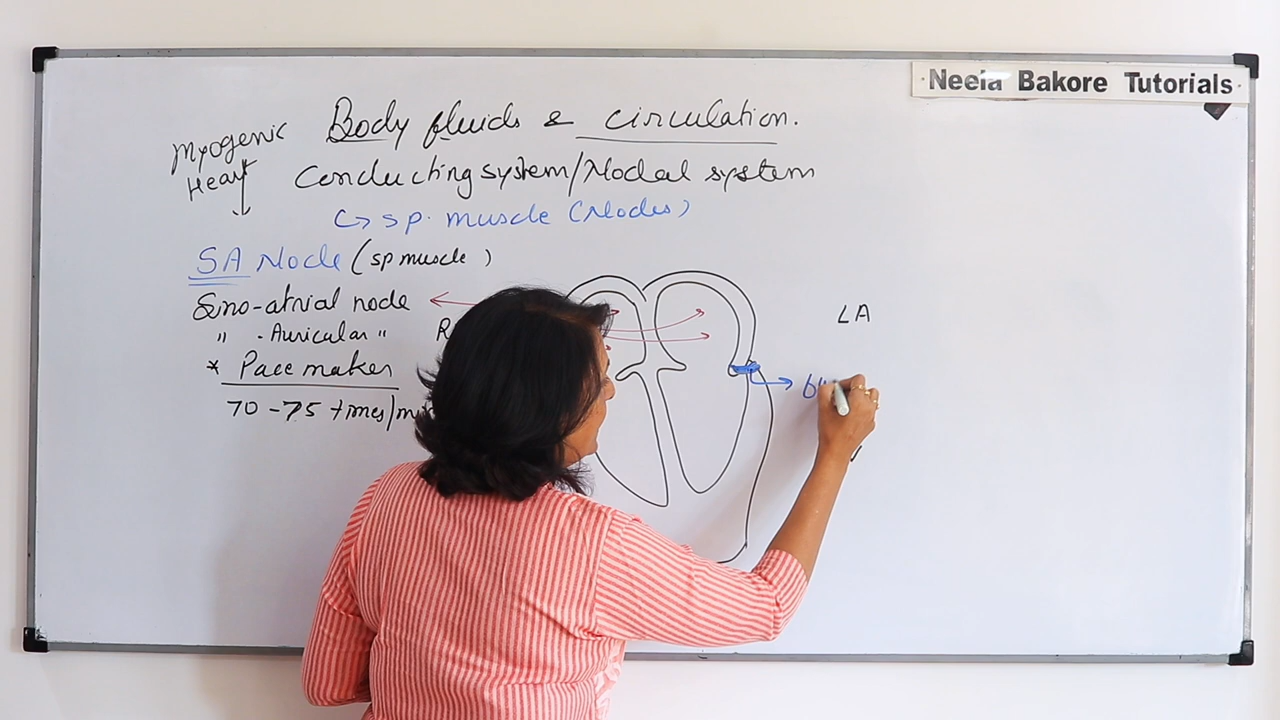 Neela Bakore Tutorials
Body fluids & circulation.
Myogenic
Heart
Conducting system/Nodal system
↳ sp. muscle (Nodes)
SA Node (sp muscle )
Sino-atrial node
" - Auricular "
* Pace maker
70-75 times/min
LA